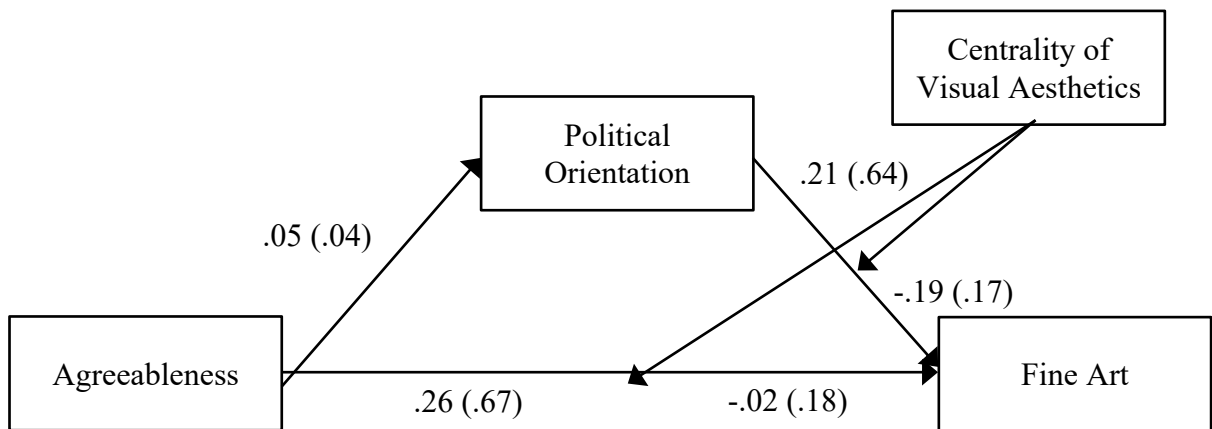 Centrality of
Visual Aesthetics
Political
Orientation
.21 (.64)
.05 (.04)
-.19 (.17)
Agreeableness
Fine Art
.26 (.67)
-.02 (.18)